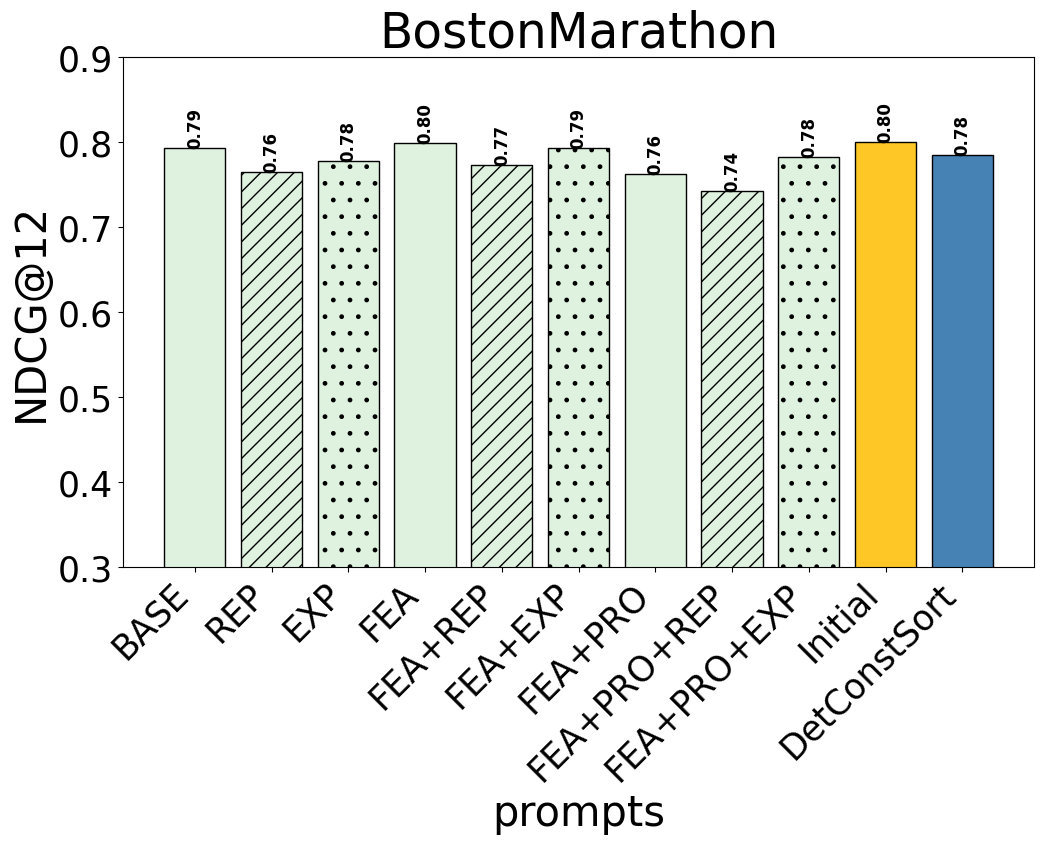 BostonMarathon
NDCG@12
0.9
0.8
0.7
0.6
0.5
0.4
0.3
0.79
0.76
0.78
0.80
0.77
0.79
0.76
0.74
0.78
0.80
0.78
BASE
REP
EXP
FEA
FEA+REP
FEA+EXP
FEA+PRO
FEA+PRO+REP
FEA+PRO+EXP
Initial
DetConstSort
prompts